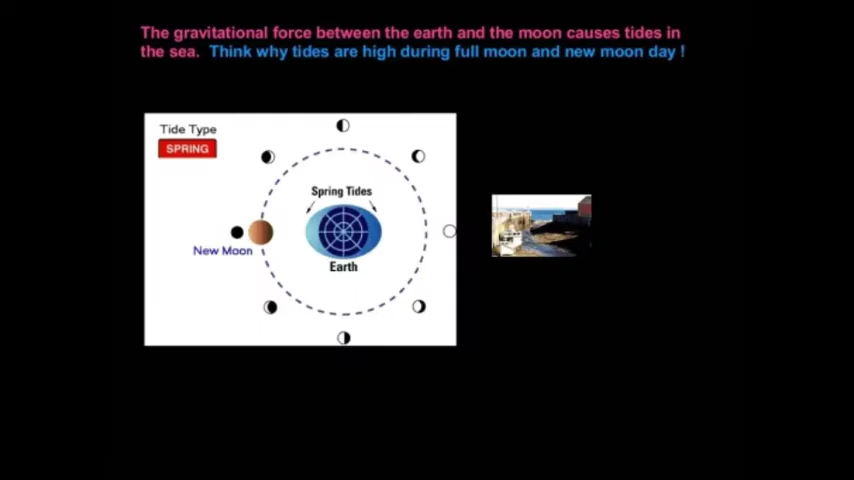 The gravitational force between the earth and the moon causes tides in
the sea. Think why tides are high during full moon and new moon day !
Tide Type
SPRING
Spring Tides
New Moon
Earth